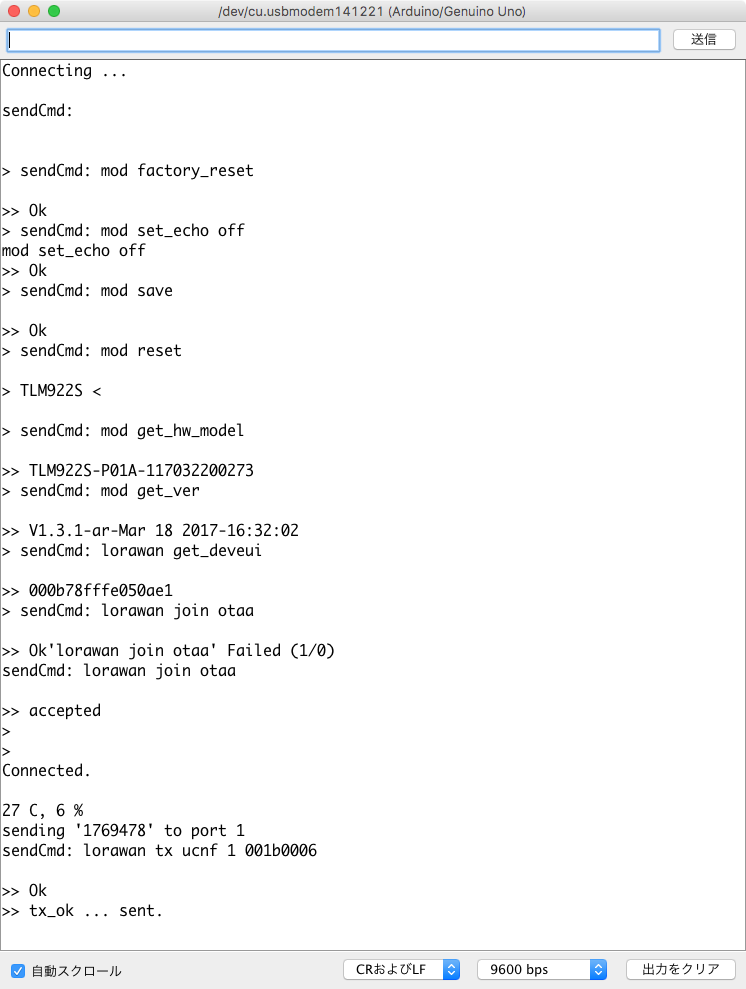 /dev/cu.usbmodem141221 (Arduino/Genuino Uno)
送信
Connecting ...
sendCmd:
> sendCmd: mod factory_reset
>> Ok
> sendCmd: mod set_echo off
mod set_echo off
>> Ok
> sendCmd: mod save
>> Ok
> sendCmd: mod reset
> TLM922S <
> sendCmd: mod get_hw_model
>> TLM922S-P01A-117032200273
> sendCmd: mod get_ver
>> V1.3.1-ar-Mar 18 2017-16:32:02
> sendCmd: lorawan get_deveui
>> 000b78fffe050ae1
> sendCmd: lorawan join otaa
>> Ok'lorawan join otaa' Failed (1/0)
sendCmd: lorawan join otaa
>> accepted
>
>
Connected.
27 C, 6 %
sending '1769478' to port 1
sendCmd: lorawan tx ucnf 1 001b0006
>> Ok
>> tx_ok ... sent.
自動スクロール CRおよびLF 9600 bps 出力をクリア